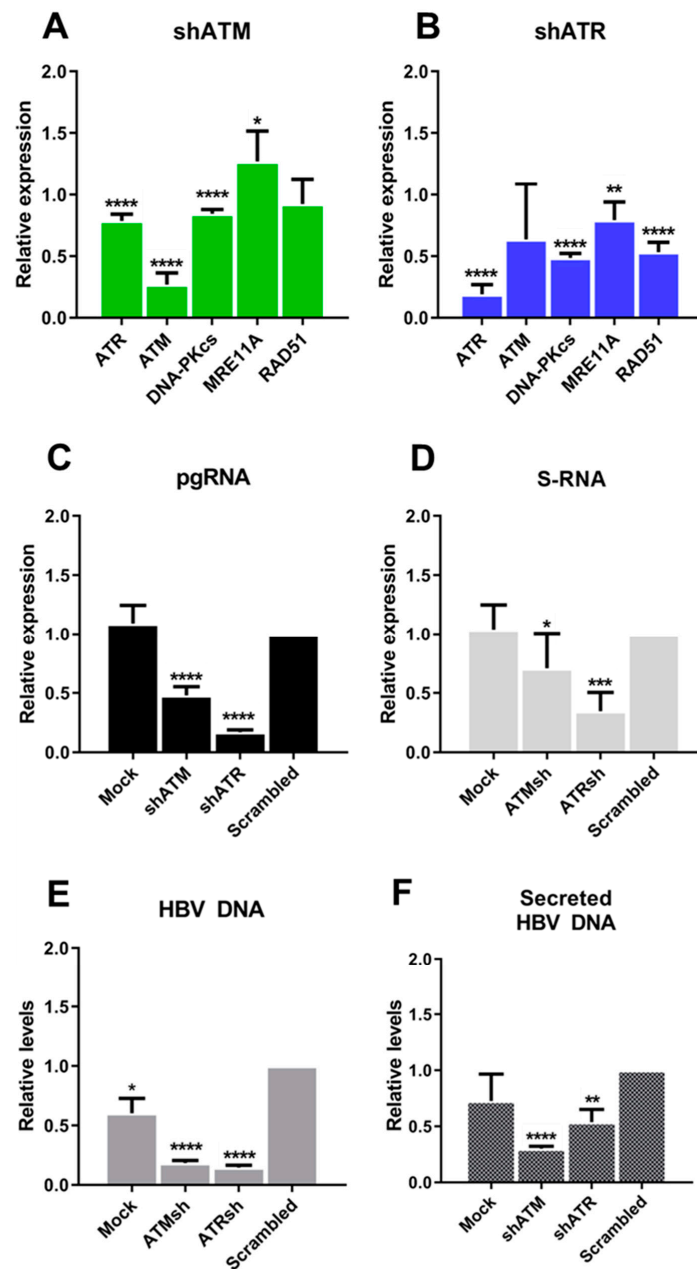 A
shATM
Relative expression
2.0
1.5
1.0
0.5
0.0
****
****
****
*
ATR
ATM
DNA-PKcs
MRE11A
RAD51
B
shATR
Relative expression
2.0
1.5
1.0
0.5
0.0
****
****
**
****
ATR
ATM
DNA-PKcs
MRE11A
RAD51
C
pgRNA
Relative expression
2.0
1.5
1.0
0.5
0.0
****
****
Mock
shATM
shATR
Scrambled
D
S-RNA
Relative expression
2.0
1.5
1.0
0.5
0.0
*
***
Mock
ATMsh
ATRsh
Scrambled
E
HBV DNA
Relative levels
2.0
1.5
1.0
0.5
0.0
*
****
****
Mock
ATMsh
ATRsh
Scrambled
F
Secreted
HBV DNA
Relative levels
2.0
1.5
1.0
0.5
0.0
****
**
Mock
shATM
shATR
Scrambled